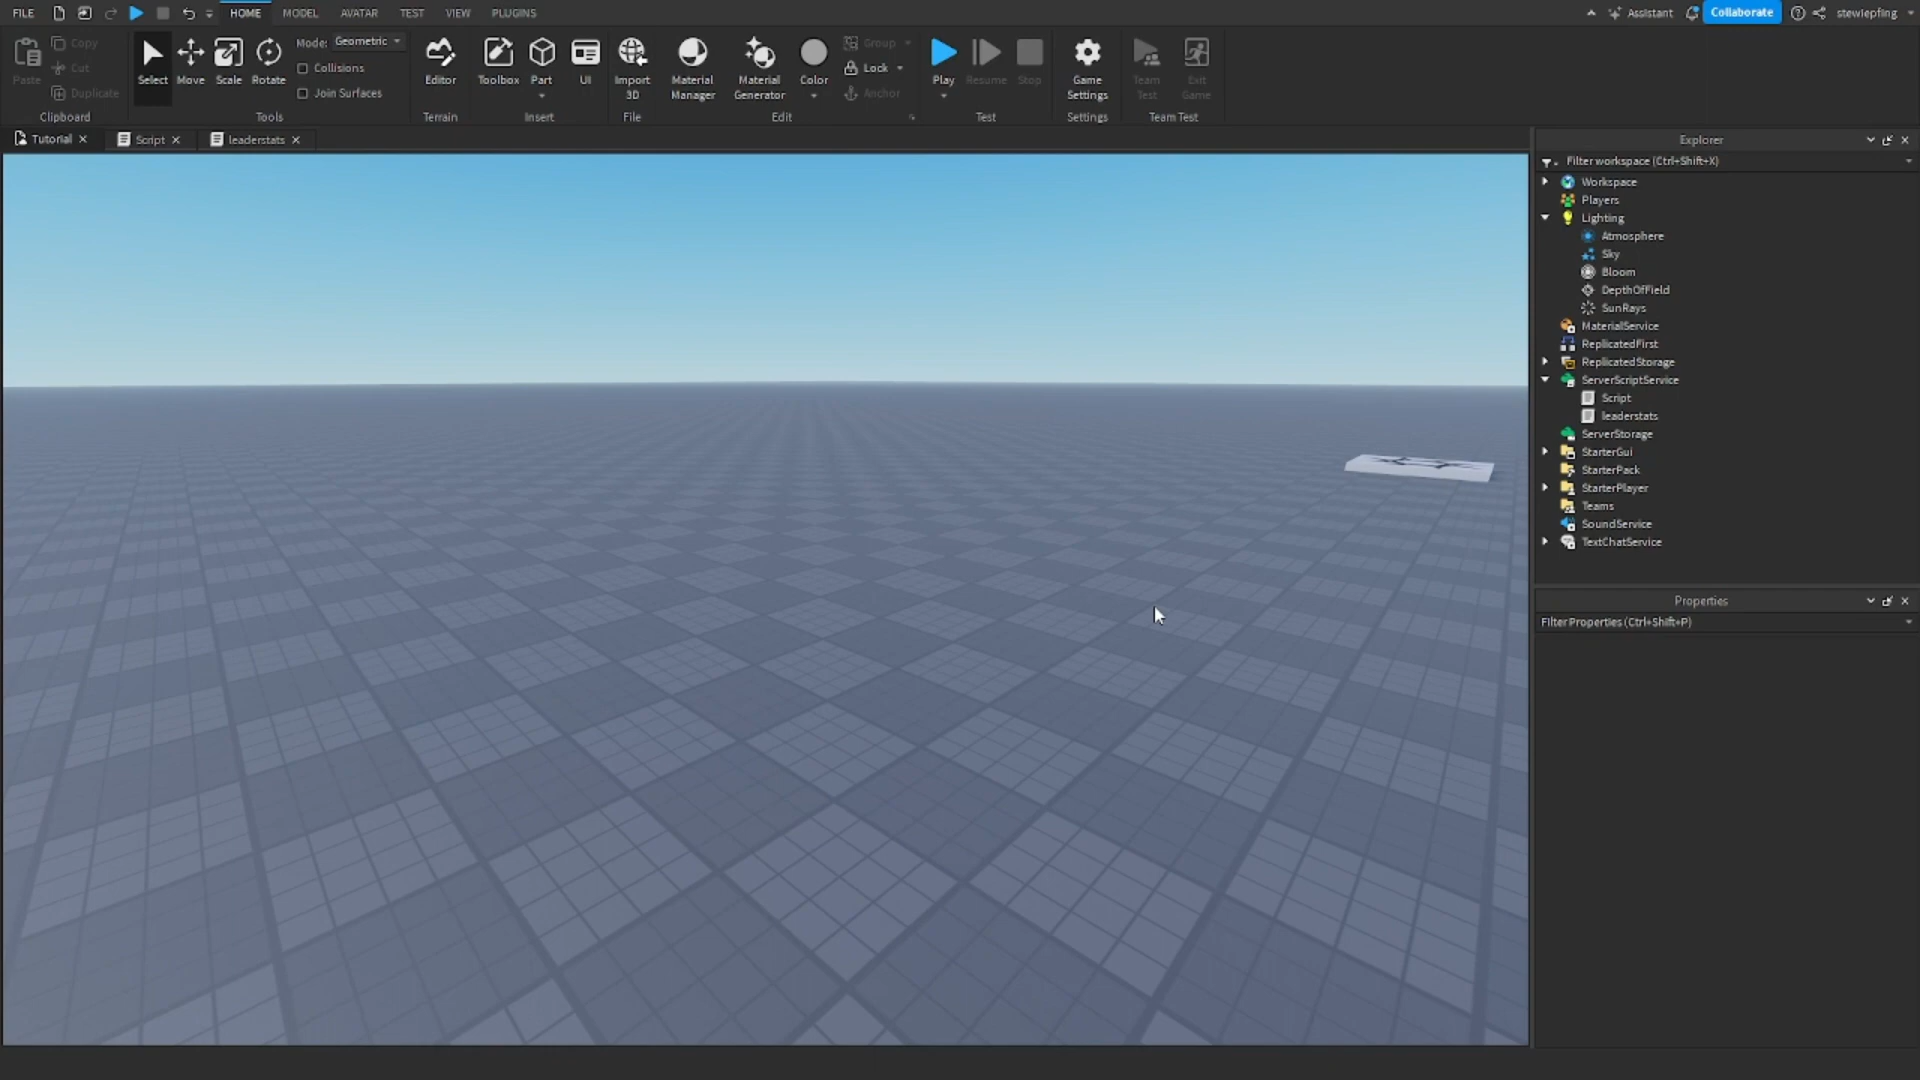 FILE HOME MODEL AVATAR TEST VIEW PLUGINS Assistant Collaborate stewiepfing
Paste Copy Cut Duplicate
Clipboard
Select Move Scale Rotate Mode: Geometric
Collisions
Join Surfaces
Tools
Editor
Terrain
Toolbox Part UI
Insert
Import 3D
File
Material Manager Material Generator Color Group Lock Anchor
Edit
Play Resume Stop
Test
Game Settings
Settings
Team Test Exit Game
Team Test
Tutorial Script leaderstats
Explorer
Filter workspace (Ctrl+Shift+X)
Workspace
Players
Lighting
Atmosphere
Sky
Bloom
DepthOfField
SunRays
MaterialService
ReplicatedFirst
ReplicatedStorage
ServerScriptService
Script
leaderstats
ServerStorage
StarterGui
StarterPack
StarterPlayer
Teams
SoundService
TextChatService
Properties
Filter Properties (Ctrl+Shift+P)